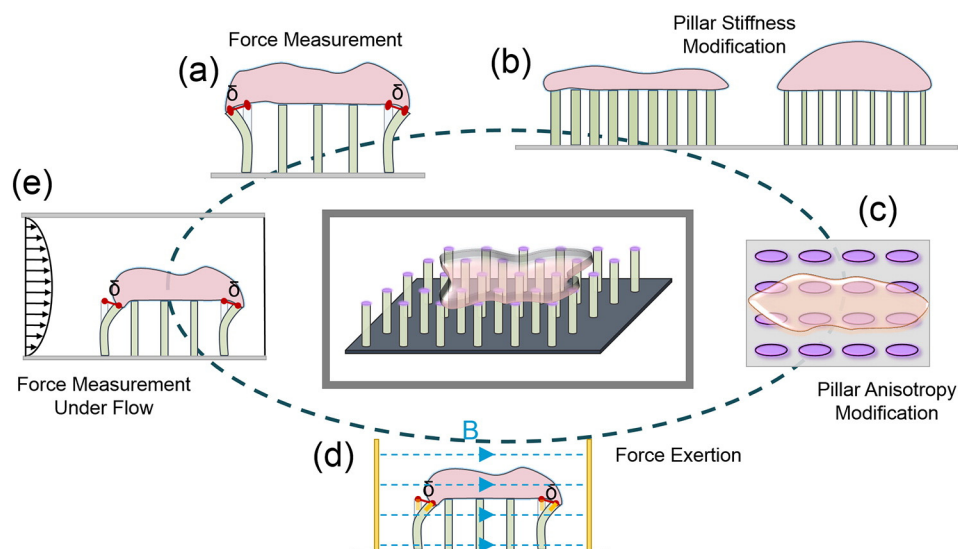 Force Measurement
(a)
δ
δ
Pillar Stiffness
Modification
(b)
(c)
Pillar Anisotropy
Modification
(e)
δ
δ
Force Measurement
Under Flow
(d)
B
Force Exertion
δ
δ